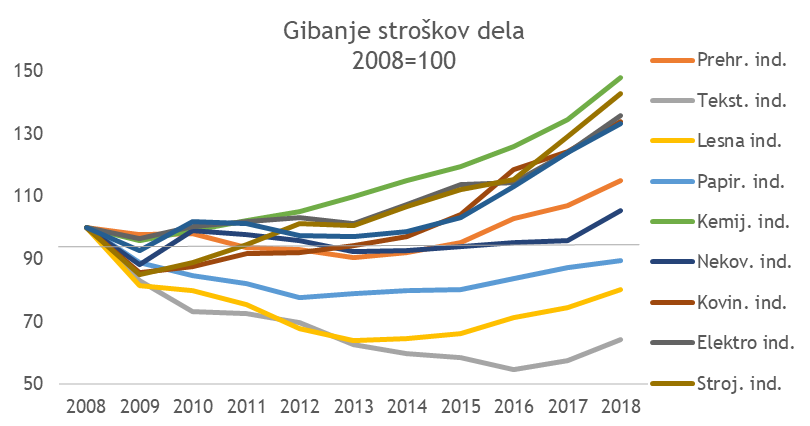 Gibanje stroškov dela
2008=100
150
130
110
90
70
50
2008 2009 2010 2011 2012 2013 2014 2015 2016 2017 2018
Prehr. ind.
Tekst. ind.
Lesna ind.
Papir. ind.
Kemij. ind.
Nekov. ind.
Kovin. ind.
Elektro ind.
Stroj. ind.